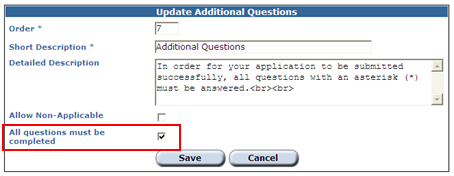 Update Additional Questions
Order *
7
Short Description *
Additional Questions
Detailed Description
In order for your application to be submitted
successfully, all questions with an asterisk (*)
must be answered.<br><br>
Allow Non-Applicable
All questions must be
completed
Save
Cancel